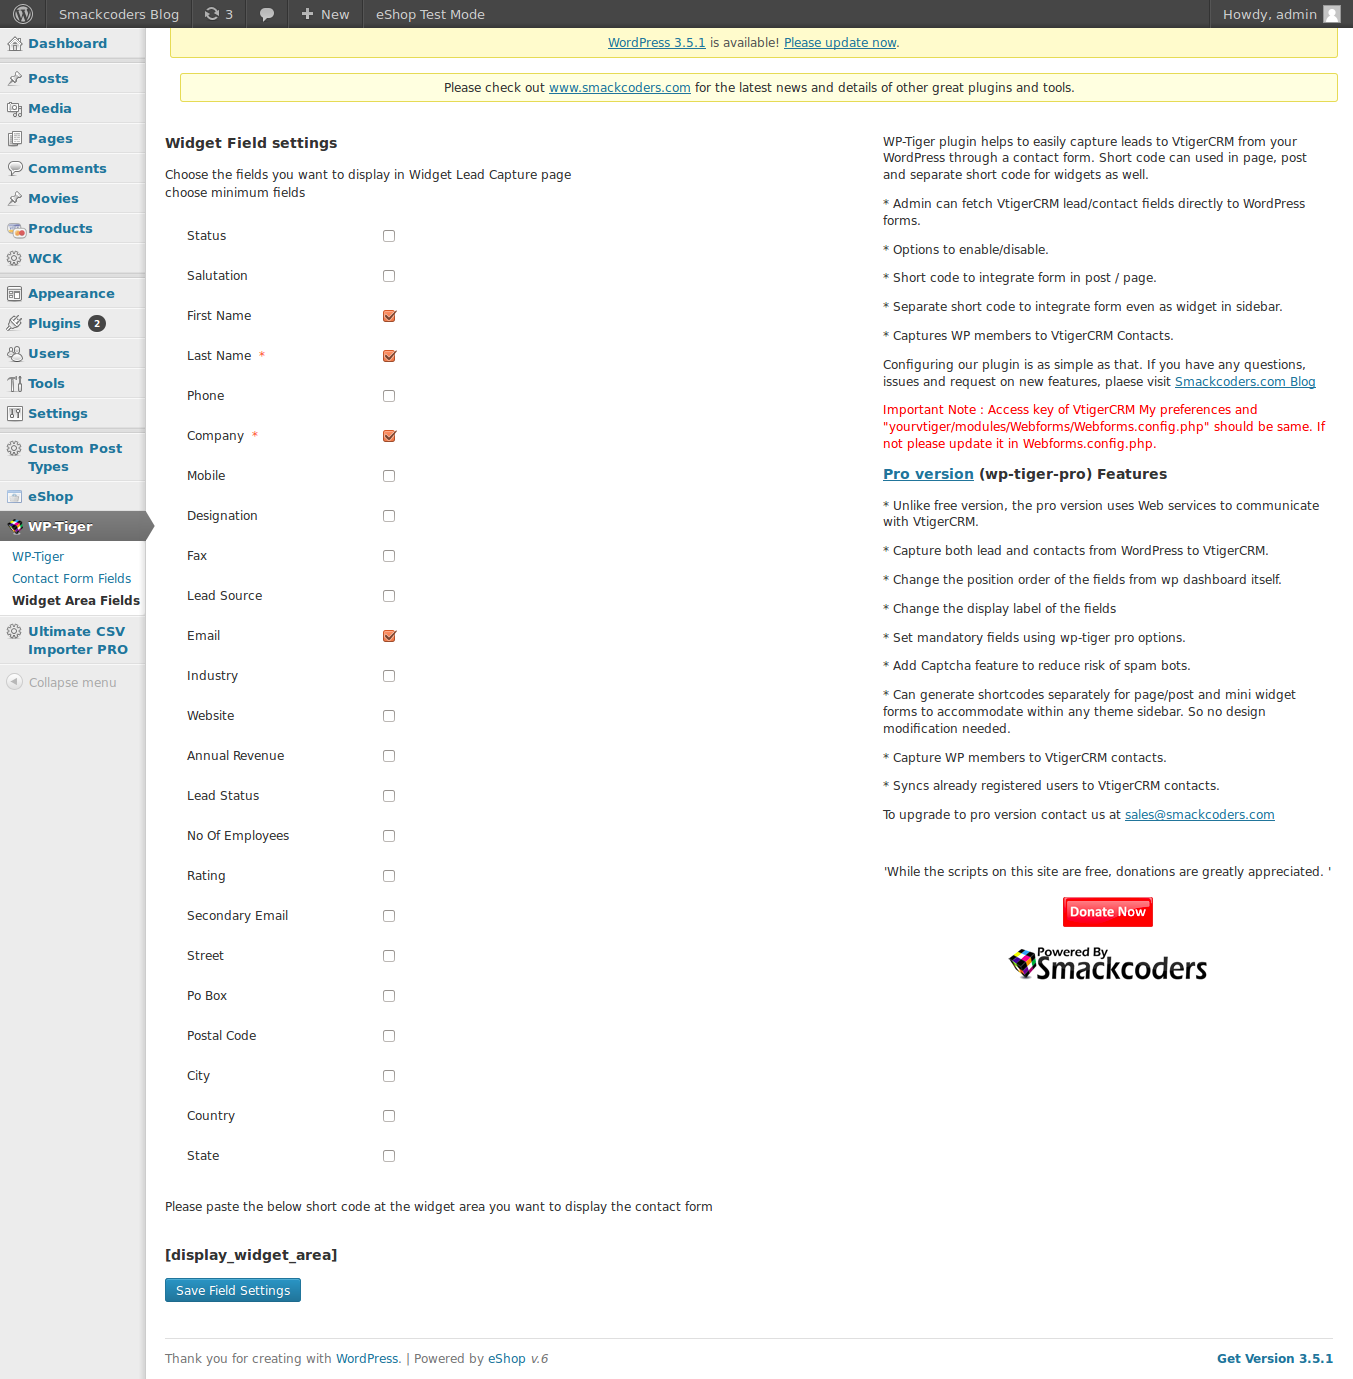 Smackcoders Blog 3 New eShop Test Mode Howdy, admin
Dashboard
Posts
Media
Pages
Comments
Movies
Products
WCK
Appearance
Plugins 2
Users
Tools
Settings
Custom Post
Types
eShop
WP-Tiger
WP-Tiger
Contact Form Fields
Widget Area Fields
Ultimate CSV
Importer PRO
Collapse menu
WordPress 3.5.1 is available! Please update now.
Please check out www.smackcoders.com for the latest news and details of other great plugins and tools.
Widget Field settings
Choose the fields you want to display in Widget Lead Capture page
choose minimum fields
Status
Salutation
First Name
Last Name *
Phone
Company *
Mobile
Designation
Fax
Lead Source
Email
Industry
Website
Annual Revenue
Lead Status
No Of Employees
Rating
Secondary Email
Street
Po Box
Postal Code
City
Country
State
Please paste the below short code at the widget area you want to display the contact form
[display_widget_area]
Save Field Settings
WP-Tiger plugin helps to easily capture leads to VtigerCRM from your
WordPress through a contact form. Short code can used in page, post
and separate short code for widgets as well.
* Admin can fetch VtigerCRM lead/contact fields directly to WordPress
forms.
* Options to enable/disable.
* Short code to integrate form in post / page.
* Separate short code to integrate form even as widget in sidebar.
* Captures WP members to VtigerCRM Contacts.
Configuring our plugin is as simple as that. If you have any questions,
issues and request on new features, plaese visit Smackcoders.com Blog
Important Note : Access key of VtigerCRM My preferences and
"yourvtiger/modules/Webforms/Webforms.config.php" should be same. If
not please update it in Webforms.config.php.
Pro version (wp-tiger-pro) Features
* Unlike free version, the pro version uses Web services to communicate
with VtigerCRM.
* Capture both lead and contacts from WordPress to VtigerCRM.
* Change the position order of the fields from wp dashboard itself.
* Change the display label of the fields
* Set mandatory fields using wp-tiger pro options.
* Add Captcha feature to reduce risk of spam bots.
* Can generate shortcodes separately for page/post and mini widget
forms to accommodate within any theme sidebar. So no design
modification needed.
* Capture WP members to VtigerCRM contacts.
* Syncs already registered users to VtigerCRM contacts.
To upgrade to pro version contact us at sales@smackcoders.com
'While the scripts on this site are free, donations are greatly appreciated. '
Donate Now
Powered By
Smackcoders
Thank you for creating with WordPress. | Powered by eShop v.6
Get Version 3.5.1